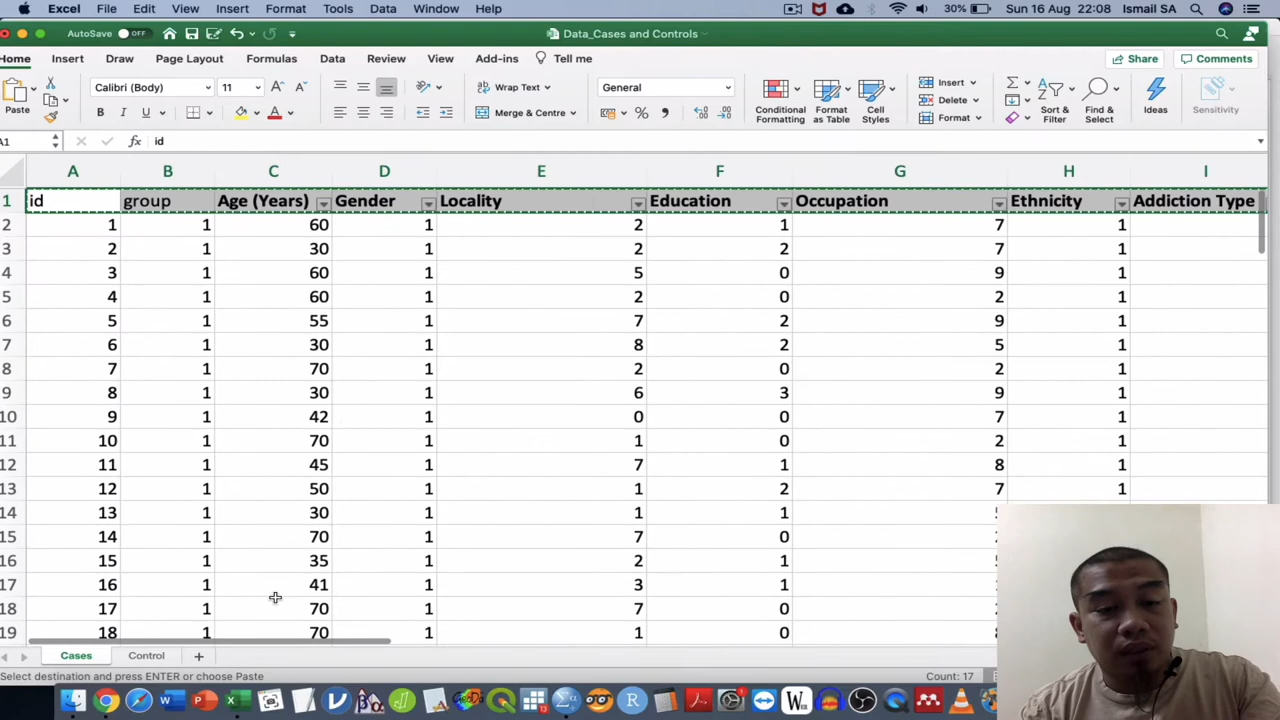 Excel File Edit View Insert Format Tools Data Window Help 30% Sun 16 Aug 22:08 Ismail SA
AutoSave OFF Data_Cases and Controls
Home Insert Draw Page Layout Formulas Data Review View Add-ins Tell me Share Comments
Paste Calibri (Body) 11 Wrap Text General Conditional Formatting Format as Table Cell Styles Insert Sort & Filter Find & Select Ideas Sensitivity
B I U A Merge & Centre % Delete
Format
A1 fx id
A B C D E F G H I
1 id group Age (Years) Gender Locality Education Occupation Ethnicity Addiction Type
2 1 1 60 1 2 1 7 1
3 2 1 30 1 2 2 7 1
4 3 1 60 1 5 0 9 1
5 4 1 60 1 2 0 2 1
6 5 1 55 1 7 2 9 1
7 6 1 30 1 8 2 5 1
8 7 1 70 1 2 0 2 1
9 8 1 30 1 6 3 9 1
10 9 1 42 1 0 0 7 1
11 10 1 70 1 1 0 2 1
12 11 1 45 1 7 1 8 1
13 12 1 50 1 1 2 7 1
14 13 1 30 1 1 1
15 14 1 70 1 7 0
16 15 1 35 1 2 1
17 16 1 41 1 3 1
18 17 1 70 1 7 0
19 18 1 70 1 1 0
Cases Control +
Select destination and press ENTER or choose Paste Count: 17